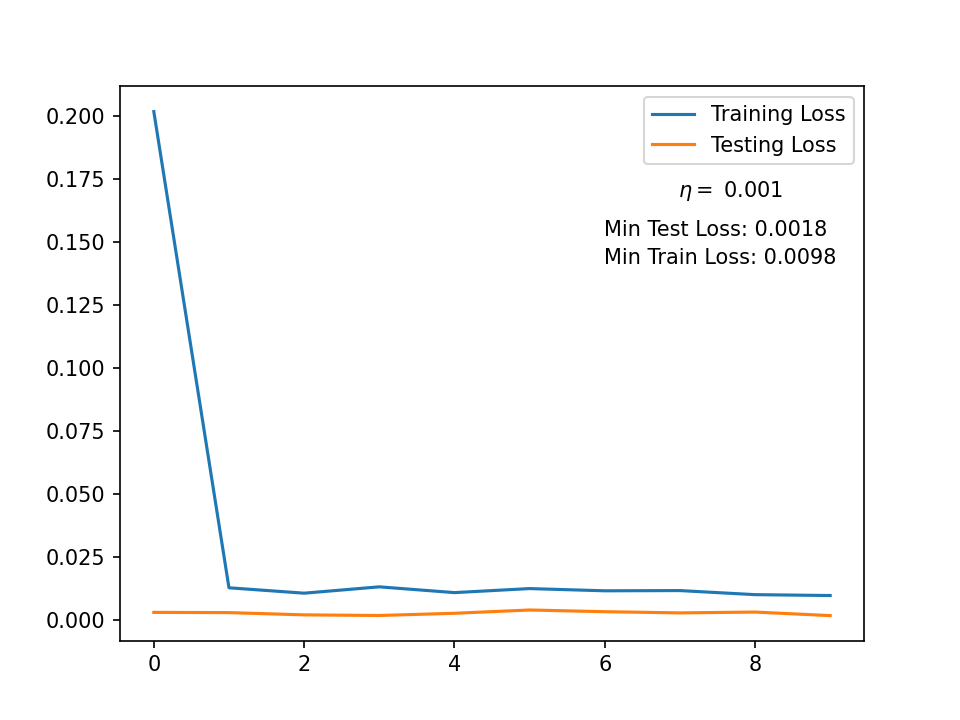 Training Loss
Testing Loss
η = 0.001
Min Test Loss: 0.0018
Min Train Loss: 0.0098
0.200
0.175
0.150
0.125
0.100
0.075
0.050
0.025
0.000
0 2 4 6 8